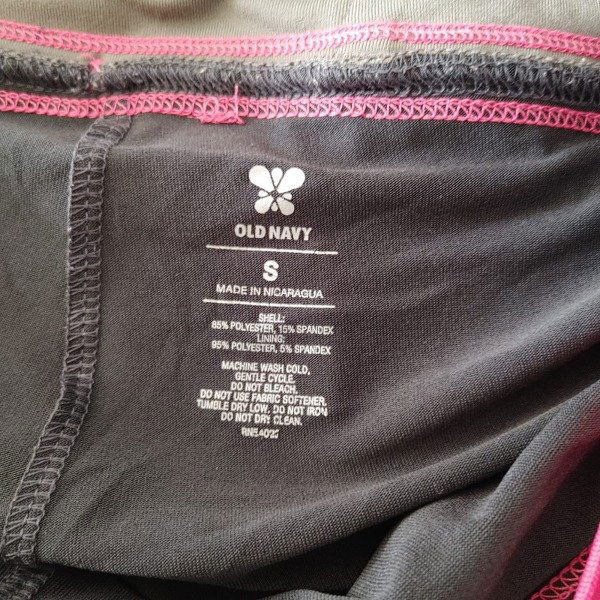 OLD NAVY
S
MADE IN NICARAGUA
SHELL:
85% POLYESTER, 15% SPANDEX
LINING:
95% POLYESTER, 5% SPANDEX
MACHINE WASH COLD,
GENTLE CYCLE.
DO NOT BLEACH.
DO NOT USE FABRIC SOFTENER.
TUMBLE DRY LOW. DO NOT IRON
DO NOT DRY CLEAN.